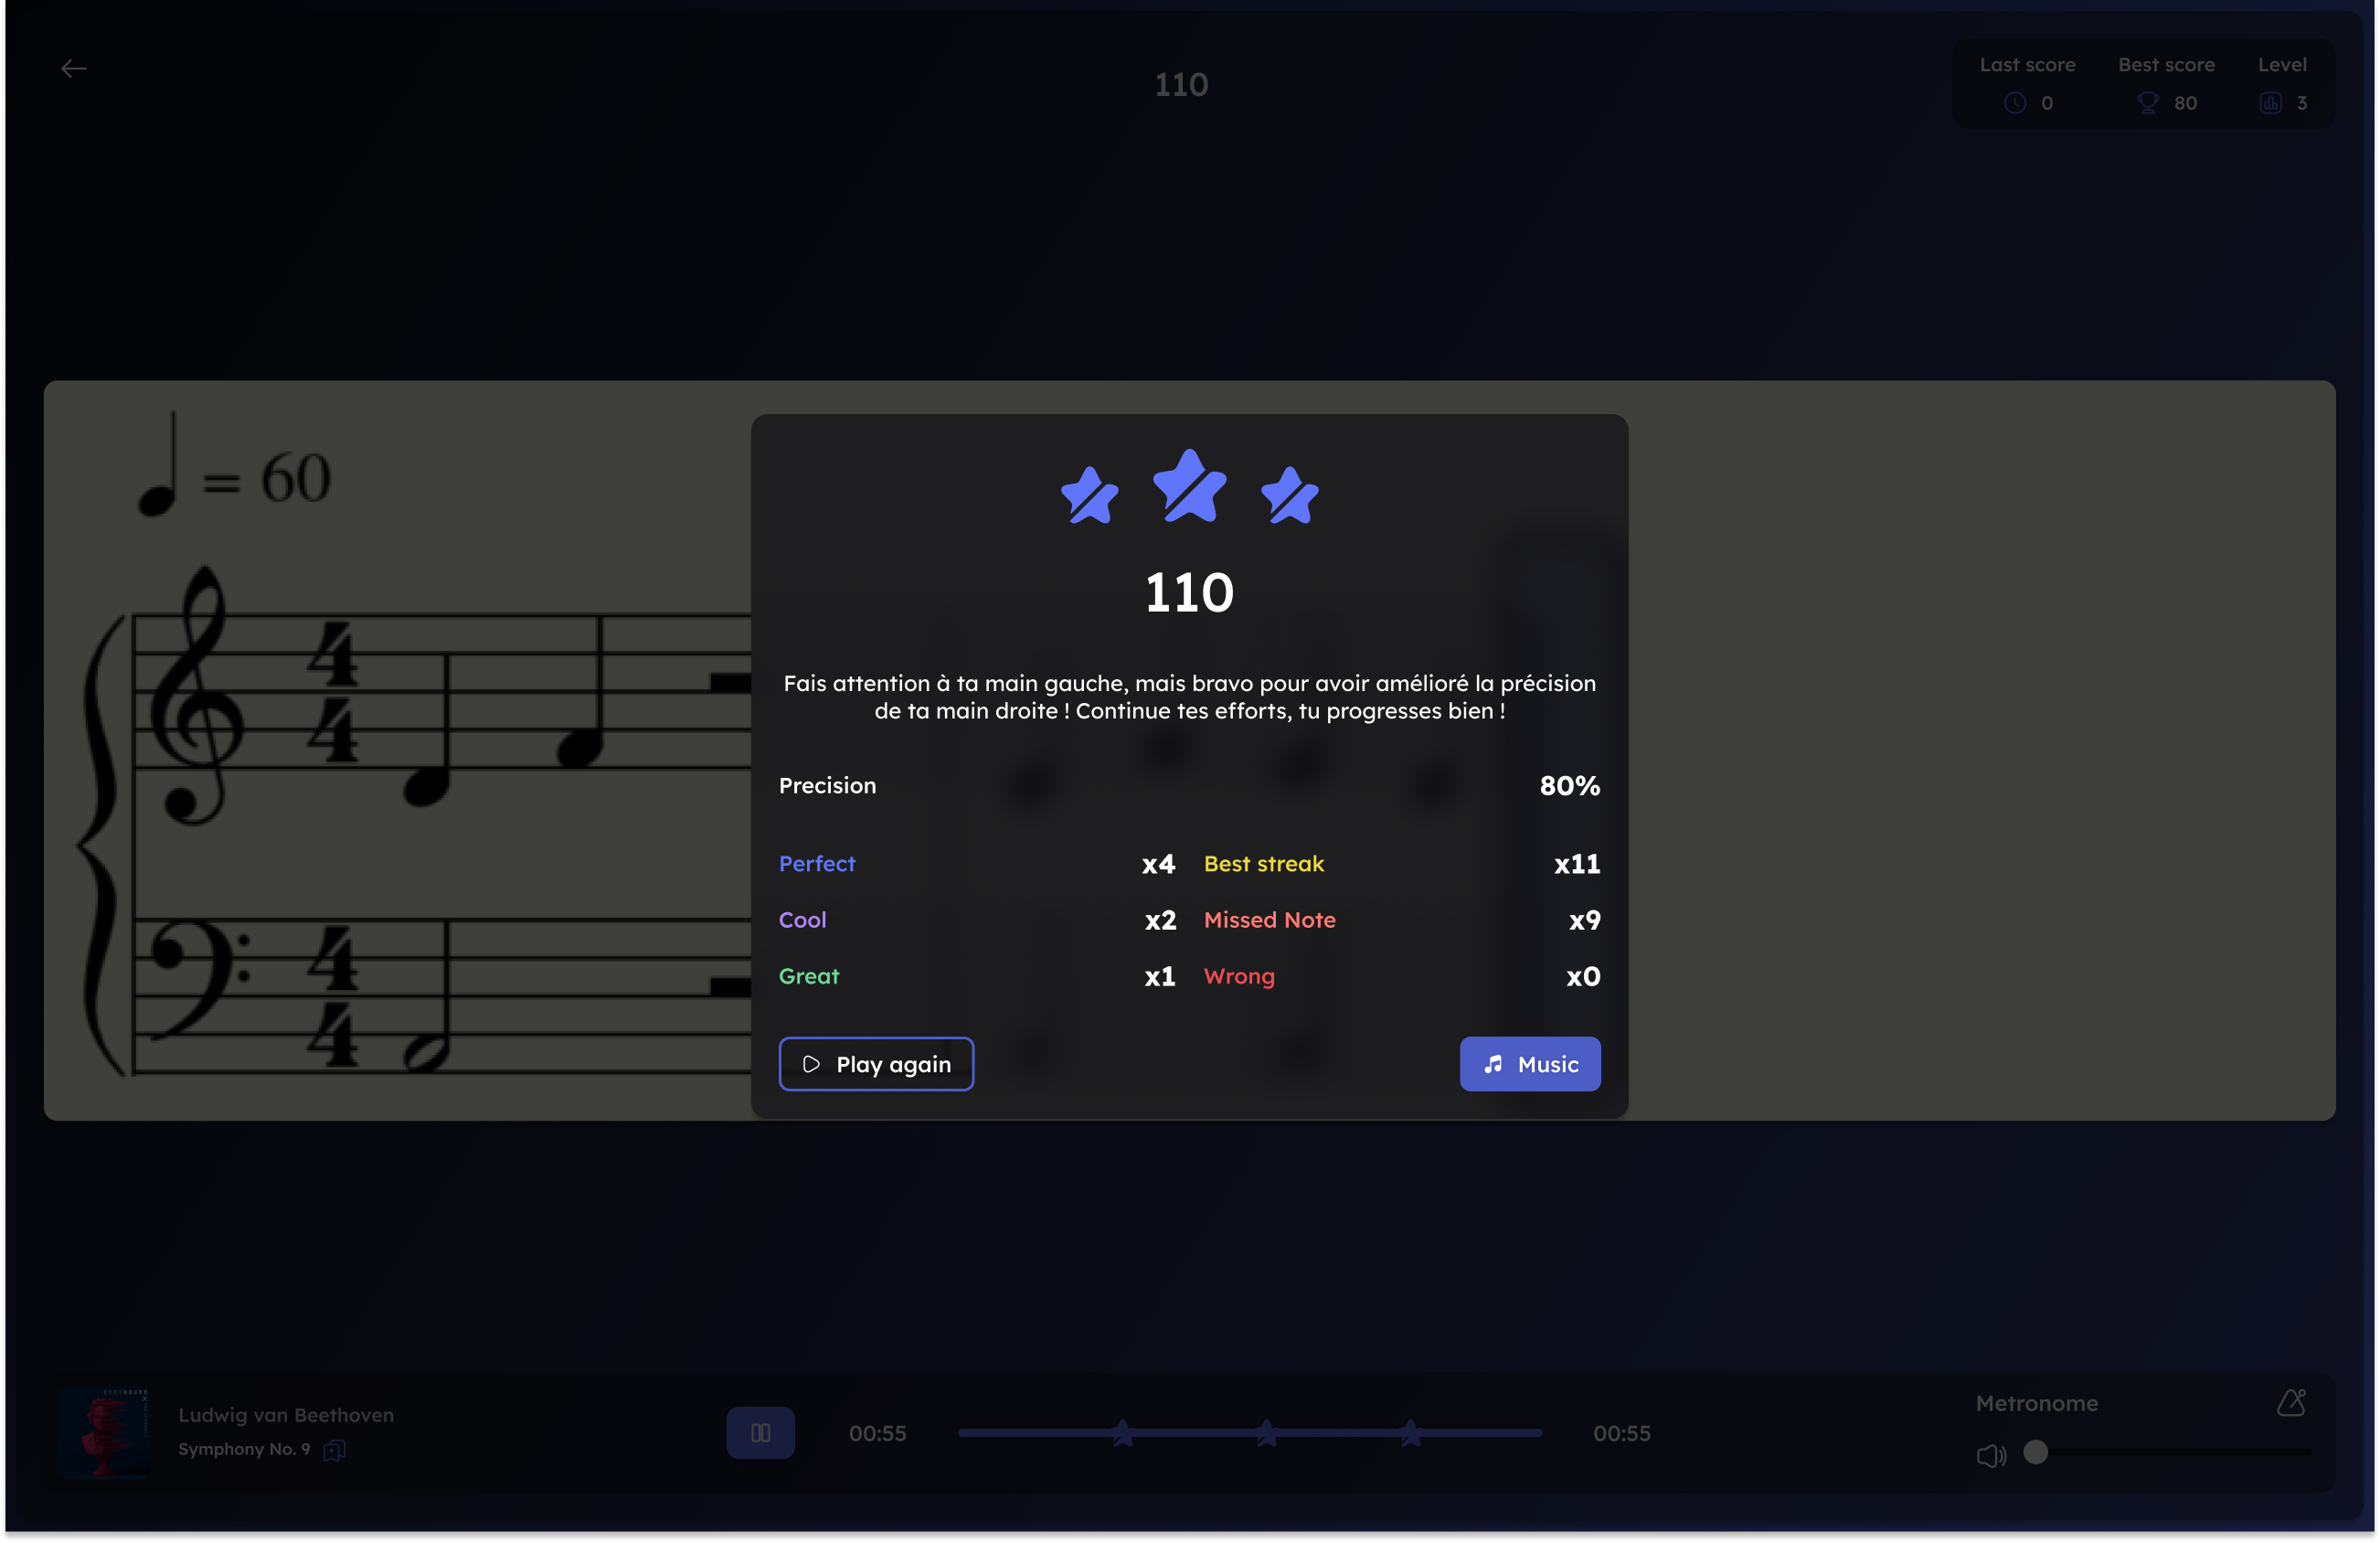 110
Last score
Best score
Level
0
80
3
= 60
4
4
4
4
110
Fais attention à ta main gauche, mais bravo pour avoir amélioré la précision
de ta main droite ! Continue tes efforts, tu progresses bien !
Precision
80%
Perfect
x4
Best streak
x11
Cool
x2
Missed Note
x9
Great
x1
Wrong
x0
Play again
Music
Ludwig van Beethoven
Symphony No. 9
00:55
00:55
Metronome